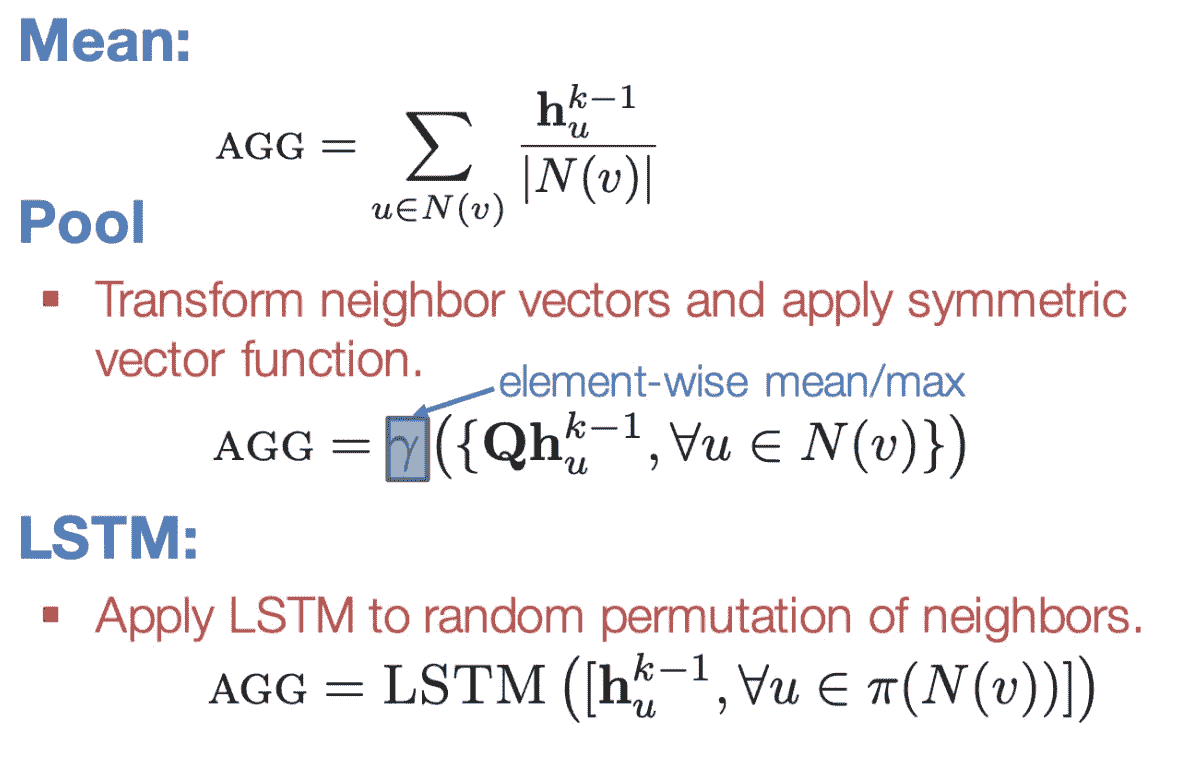 Mean:
AGG = ∑_{u∈N(v)} \frac{𝐡_u^{k−1}}{|N(v)|}
Pool
▪ Transform neighbor vectors and apply symmetric
vector function.
element-wise mean/max
AGG = γ({𝐐𝐡_u^{k−1}, ∀u ∈ N(v)})
LSTM:
▪ Apply LSTM to random permutation of neighbors.
AGG = LSTM([𝐡_u^{k−1}, ∀u ∈ π(N(v))])